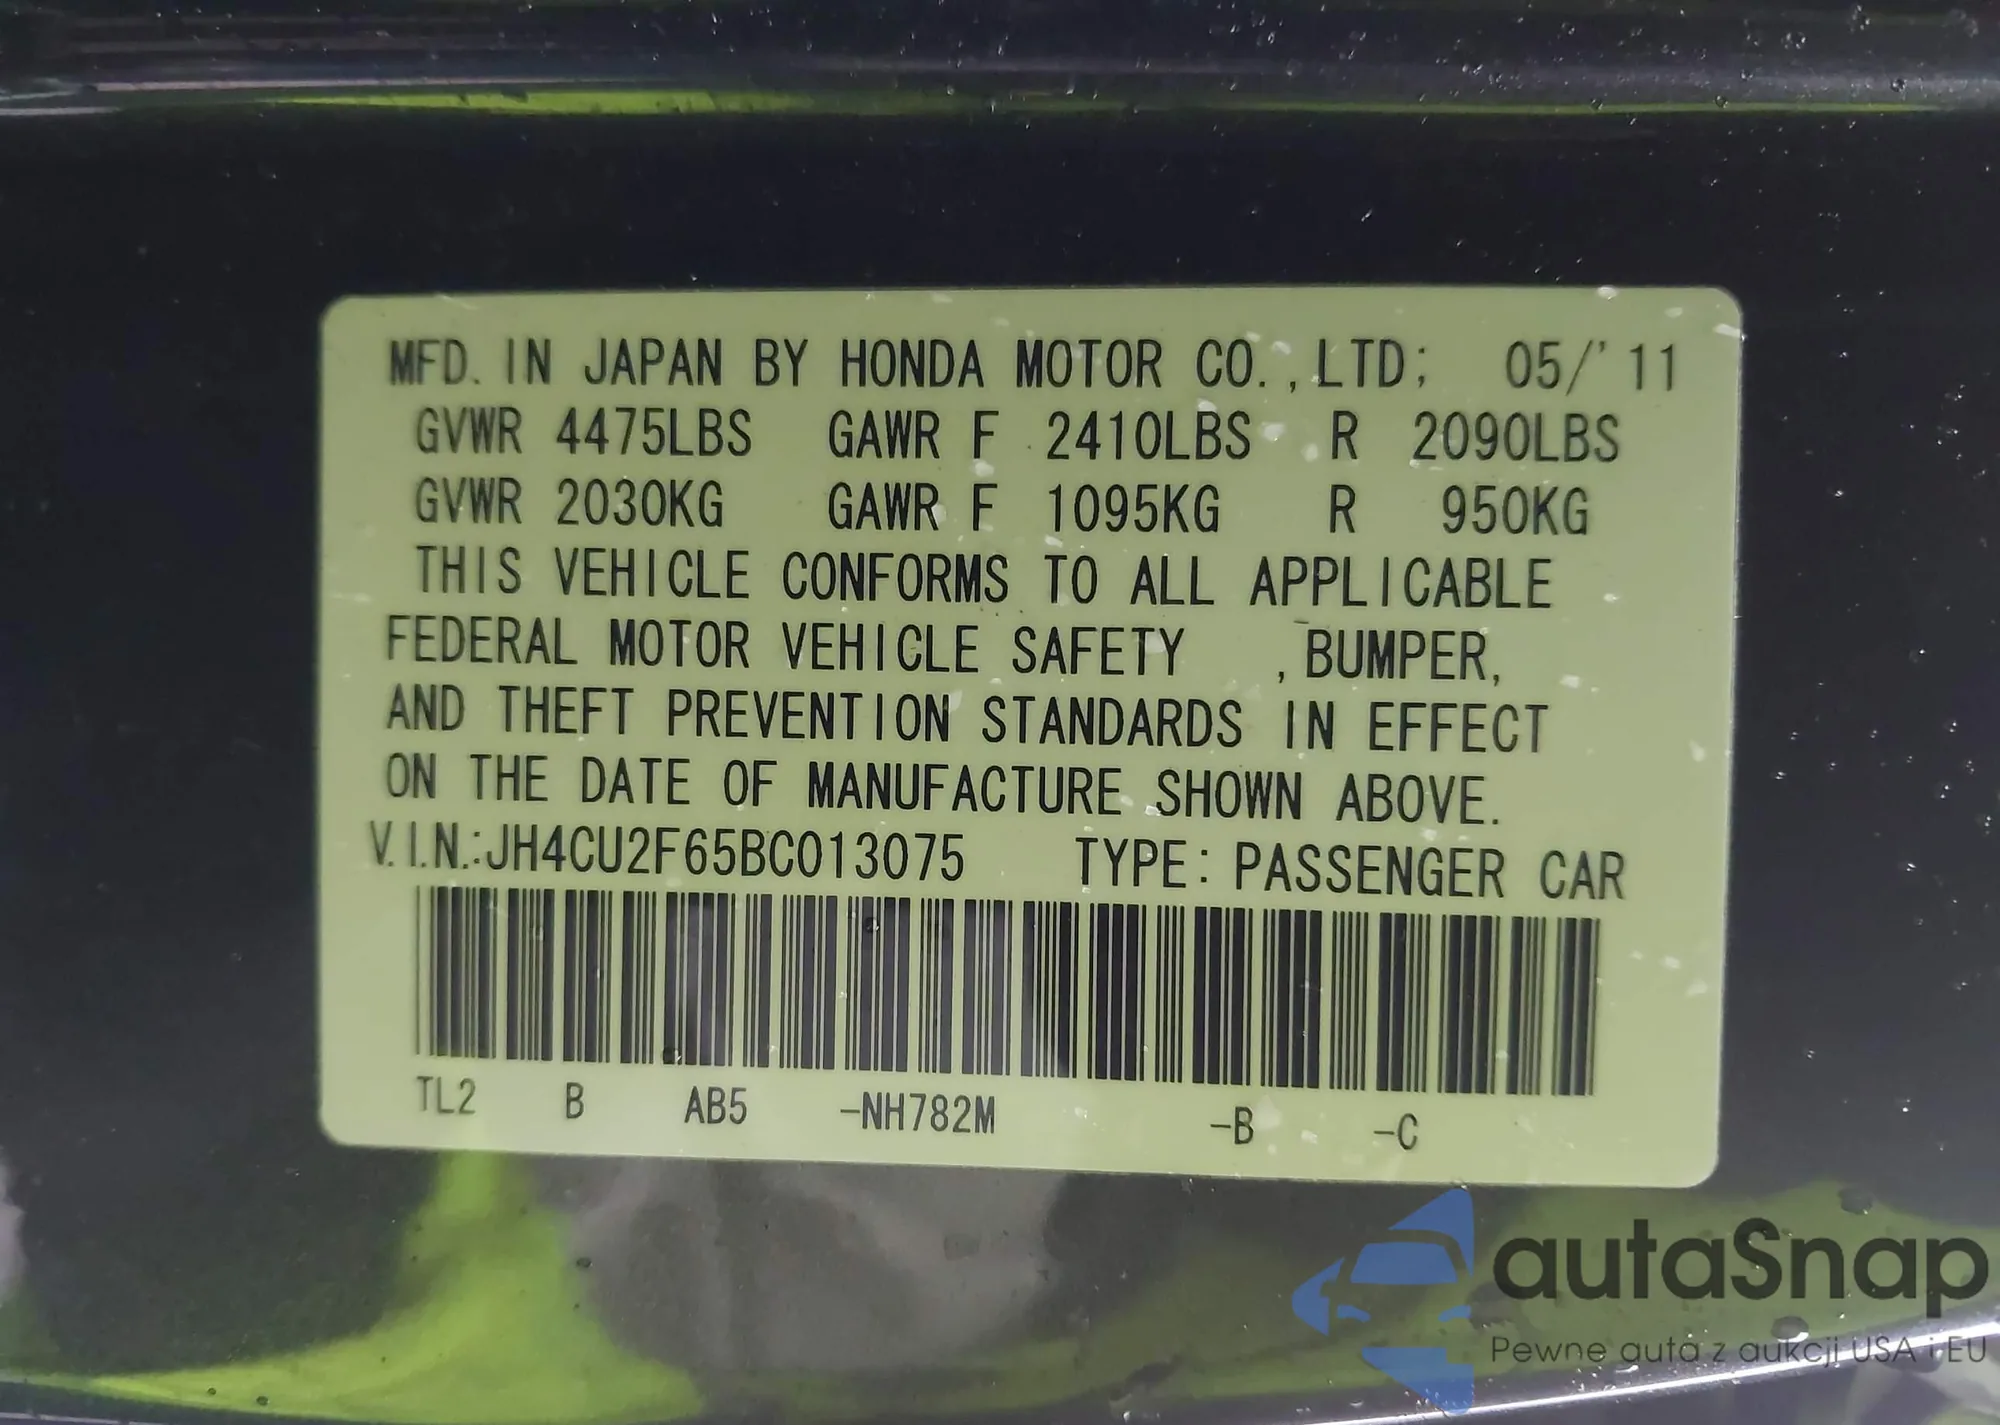 MFD. IN JAPAN BY HONDA MOTOR CO.,LTD; 05/'11
GVWR 4475LBS GAWR F 2410LBS R 2090LBS
GVWR 2030KG GAWR F 1095KG R 950KG
THIS VEHICLE CONFORMS TO ALL APPLICABLE
FEDERAL MOTOR VEHICLE SAFETY ,BUMPER,
AND THEFT PREVENTION STANDARDS IN EFFECT
ON THE DATE OF MANUFACTURE SHOWN ABOVE.
V.I.N.:JH4CU2F65BC013075 TYPE: PASSENGER CAR
TL2 B AB5 -NH782M -B -C
autaSnap
Pewne auta z aukcji USA i EU